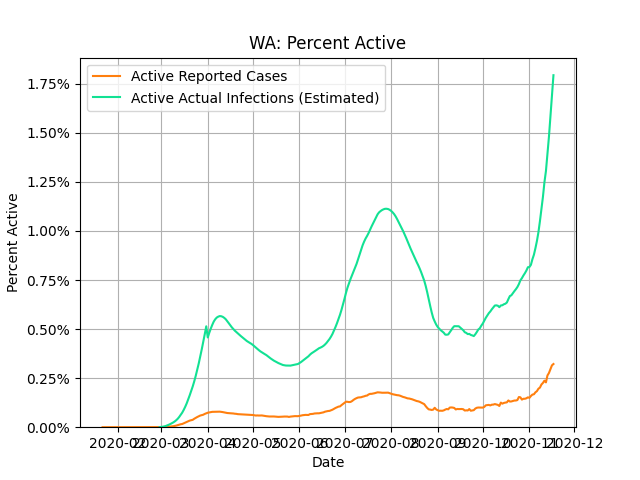 WA: Percent Active
Active Reported Cases
Active Actual Infections (Estimated)
Percent Active
1.75%
1.50%
1.25%
1.00%
0.75%
0.50%
0.25%
0.00%
2020-02 2020-03 2020-04 2020-05 2020-06 2020-07 2020-08 2020-09 2020-10 2020-11 2020-12
Date